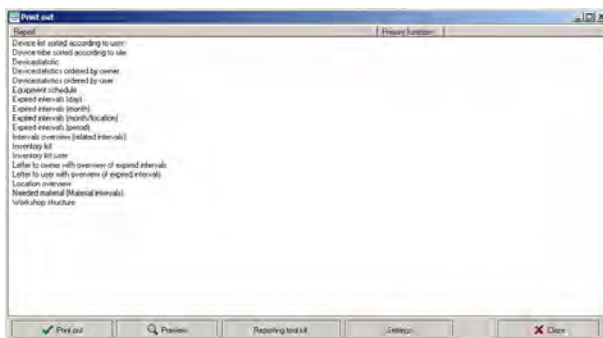 Print out
Report Primary function
Device list sorted according to user
Device tribe sorted according to site
Devicestatistic
Devicestatistics ordered by owner
Devicestatistics ordered by user
Equipment schedule
Expired intervals (day)
Expired intervals (month)
Expired intervals (month/location)
Expired intervals (period)
Intervals overview (related intervals)
Inventory list
Inventory list user
Letter to owner with overview of expired intervals
Letter to user with overview of expired intervals
Location overview
Needed material (Material intervals)
Workshop structure
Print out Preview Reporting tool kit Settings Close